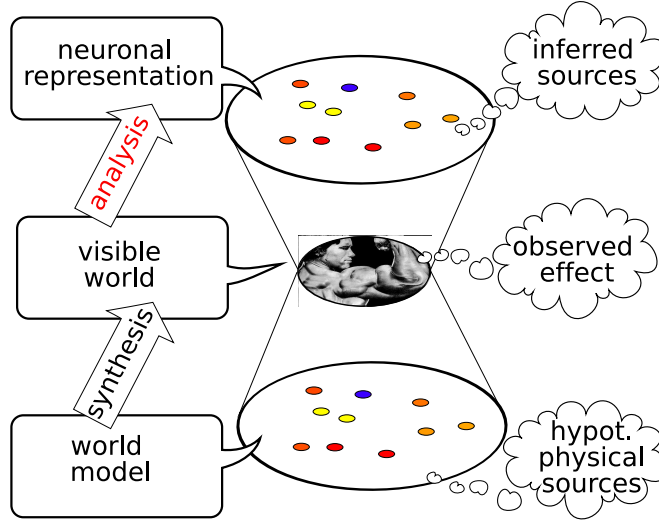 neuronal
representation
inferred
sources
analysis
visible
world
observed
effect
synthesis
world
model
hypot.
physical
sources